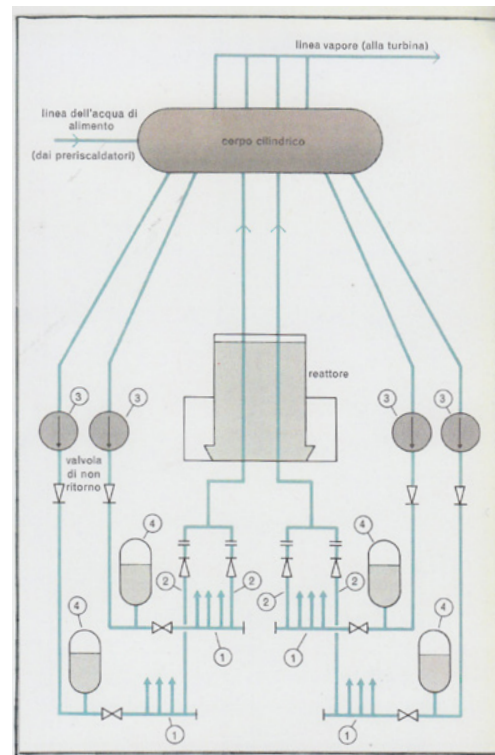 linea vapore (alla turbina)
linea dell'acqua di
alimento
(dai preriscaldatori)
corpo cilindrico
reattore
3
3
3
3
valvola
di non
ritorno
4
4
2
2
2
2
4
4
1
1
1
1